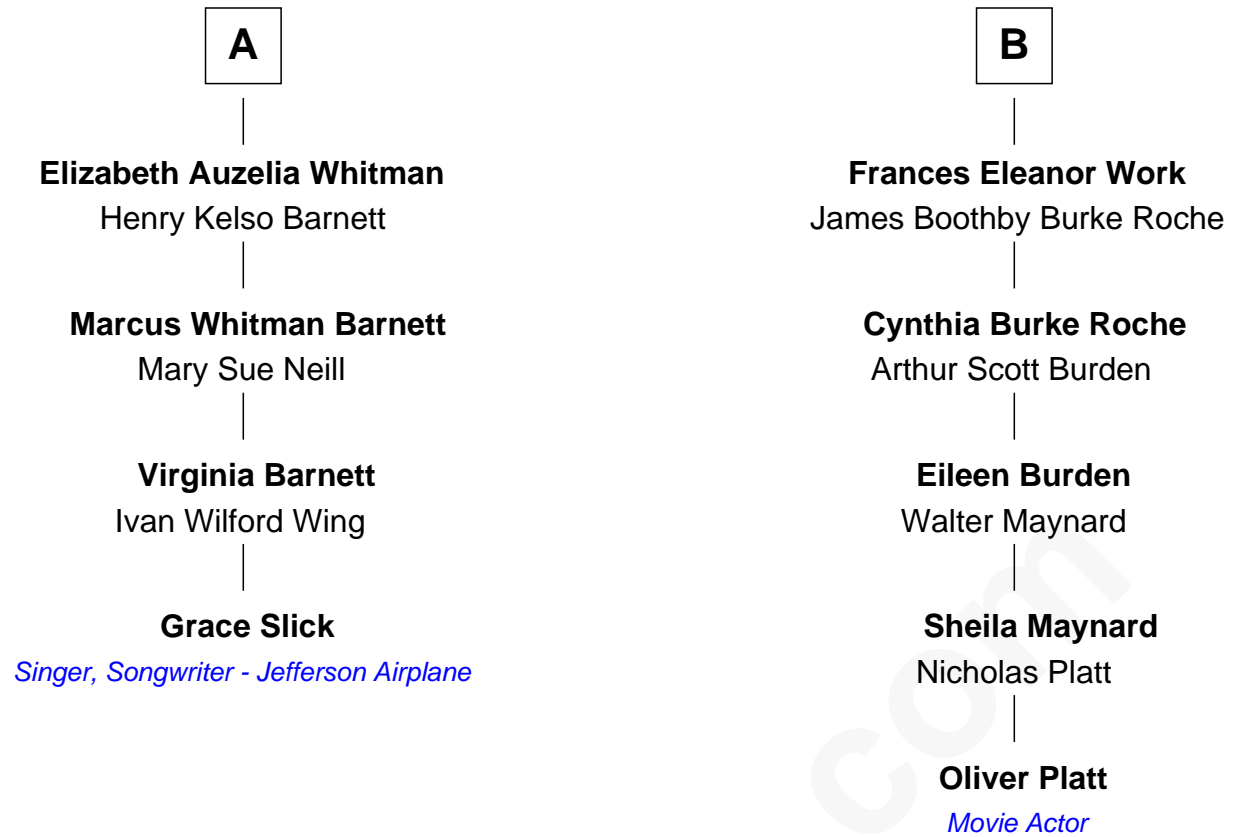 A
Elizabeth Auzelia Whitman
Henry Kelso Barnett
Marcus Whitman Barnett
Mary Sue Neill
Virginia Barnett
Ivan Wilford Wing
Grace Slick
Singer, Songwriter - Jefferson Airplane
B
Frances Eleanor Work
James Boothby Burke Roche
Cynthia Burke Roche
Arthur Scott Burden
Eileen Burden
Walter Maynard
Sheila Maynard
Nicholas Platt
Oliver Platt
Movie Actor
com